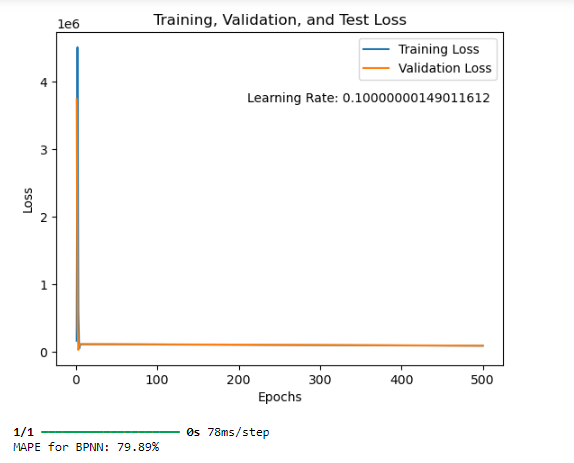 Training, Validation, and Test Loss
1e6
Training Loss
Validation Loss
Learning Rate: 0.10000000149011612
4
3
2
1
0
Loss
0 100 200 300 400 500
Epochs
1/1 ━━━━━━━━━━━━━━━━━━━━ 0s 78ms/step
MAPE for BPNN: 79.89%